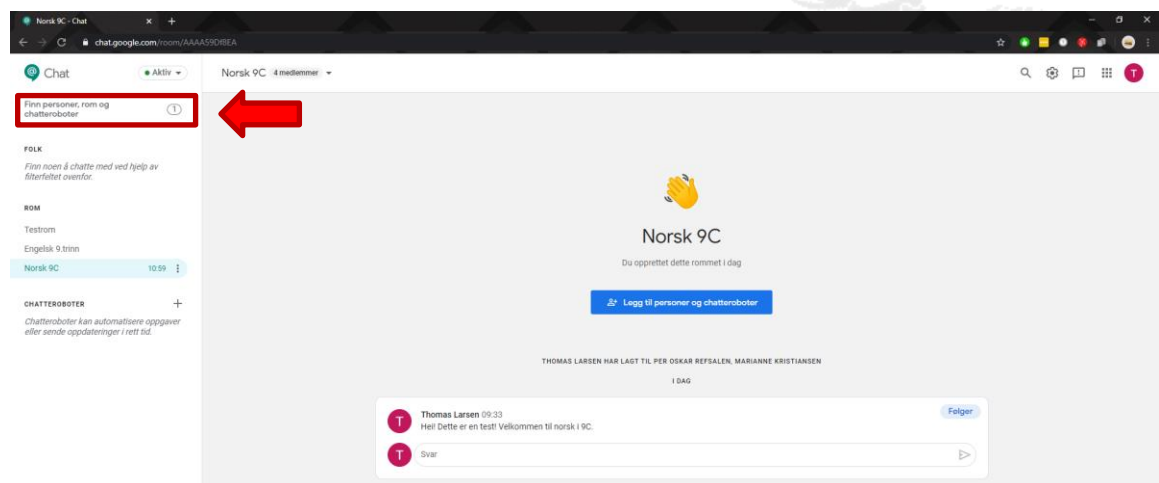 Norsk 9C - Chat
chat.google.com/room/AAAAS9Df8EA
Chat
Aktiv
Norsk 9C 4 medlemmer
T
Finn personer, rom og
chatteroboter
1
FOLK
Finn noen å chatte med ved hjelp av
filterfeltet ovenfor.
ROM
Testrom
Engelsk 9.trinn
Norsk 9C 10:59
CHATTEROBOTER
Chatteroboter kan automatisere oppgaver
eller sende oppdateringer i rett tid.
Norsk 9C
Du opprettet dette rommet i dag
Legg til personer og chatteroboter
THOMAS LARSEN HAR LAGT TIL PER OSKAR REFSALEN, MARIANNE KRISTIANSEN
I DAG
T
Thomas Larsen 09:33
Følger
Hei! Dette er en test! Velkommen til norsk i 9C.
T
Svar